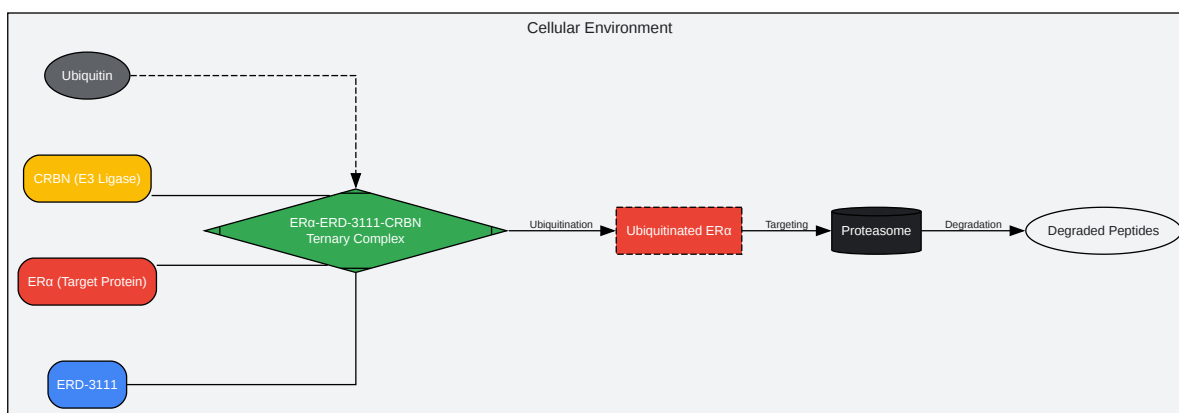 Cellular Environment
Ubiquitin
CRBN (E3 Ligase)
ERα-ERD-3111-CRBN
Ternary Complex
Ubiquitination
Ubiquitinated ERα
Targeting
Proteasome
Degradation
Degraded Peptides
ERα (Target Protein)
ERD-3111